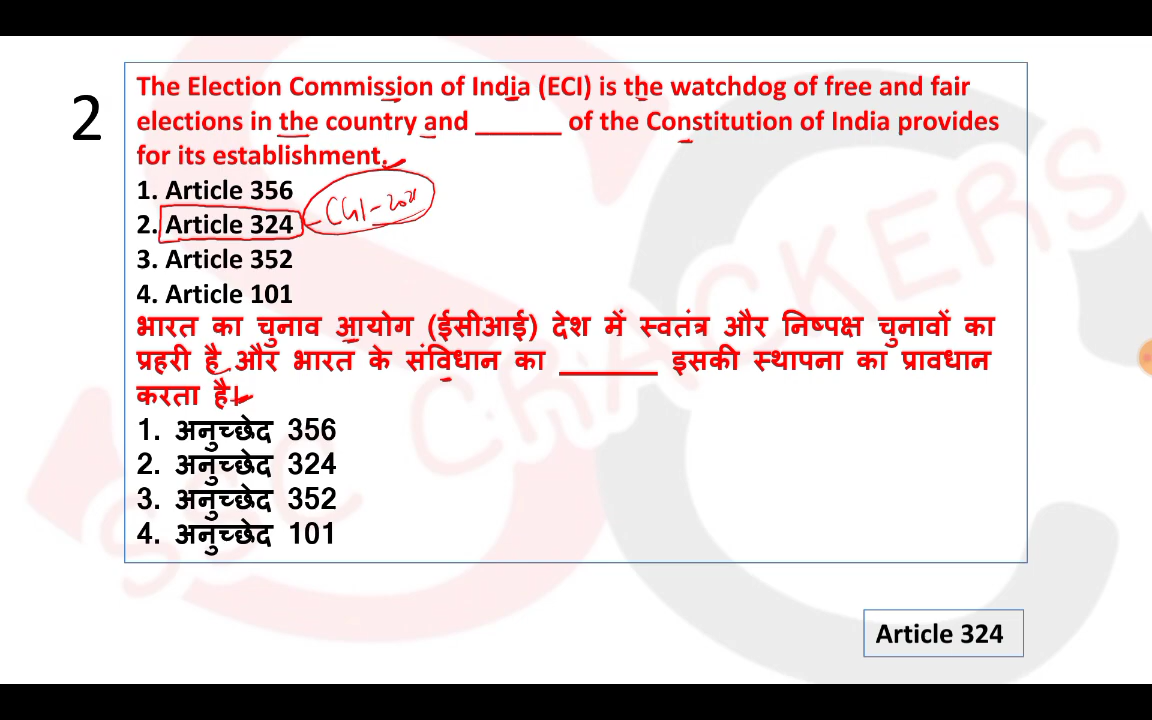 2
The Election Commission of India (ECI) is the watchdog of free and fair
elections in the country and _______ of the Constitution of India provides
for its establishment.
1. Article 356
2. Article 324
3. Article 352
4. Article 101
भारत का चुनाव आयोग (ईसीआई) देश में स्वतंत्र और निष्पक्ष चुनावों का
प्रहरी है और भारत के संविधान का _______ इसकी स्थापना का प्रावधान
करता है।
1. अनुच्छेद 356
2. अनुच्छेद 324
3. अनुच्छेद 352
4. अनुच्छेद 101
Article 324
SSC CRACKERS